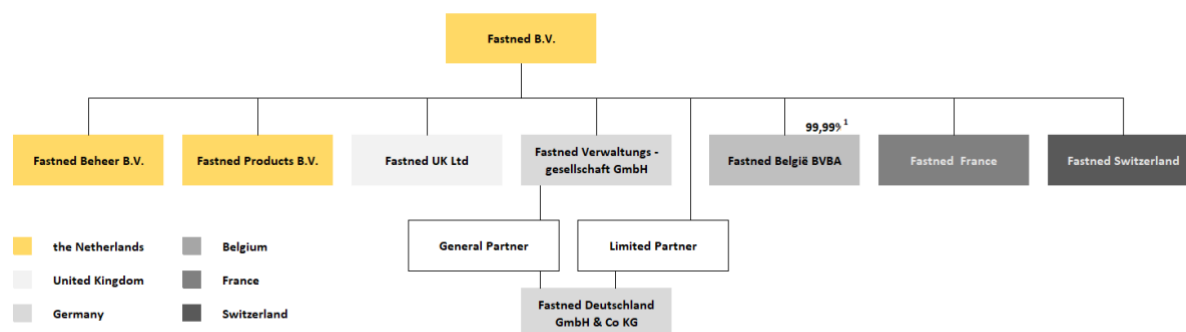 Fastned B.V.
99,99% ¹
Fastned Beheer B.V.
Fastned Products B.V.
Fastned UK Ltd
Fastned Verwaltungs -
gesellschaft GmbH
Fastned België BVBA
Fastned France
Fastned Switzerland
General Partner
Limited Partner
Fastned Deutschland
GmbH & Co KG
the Netherlands
Belgium
United Kingdom
France
Germany
Switzerland